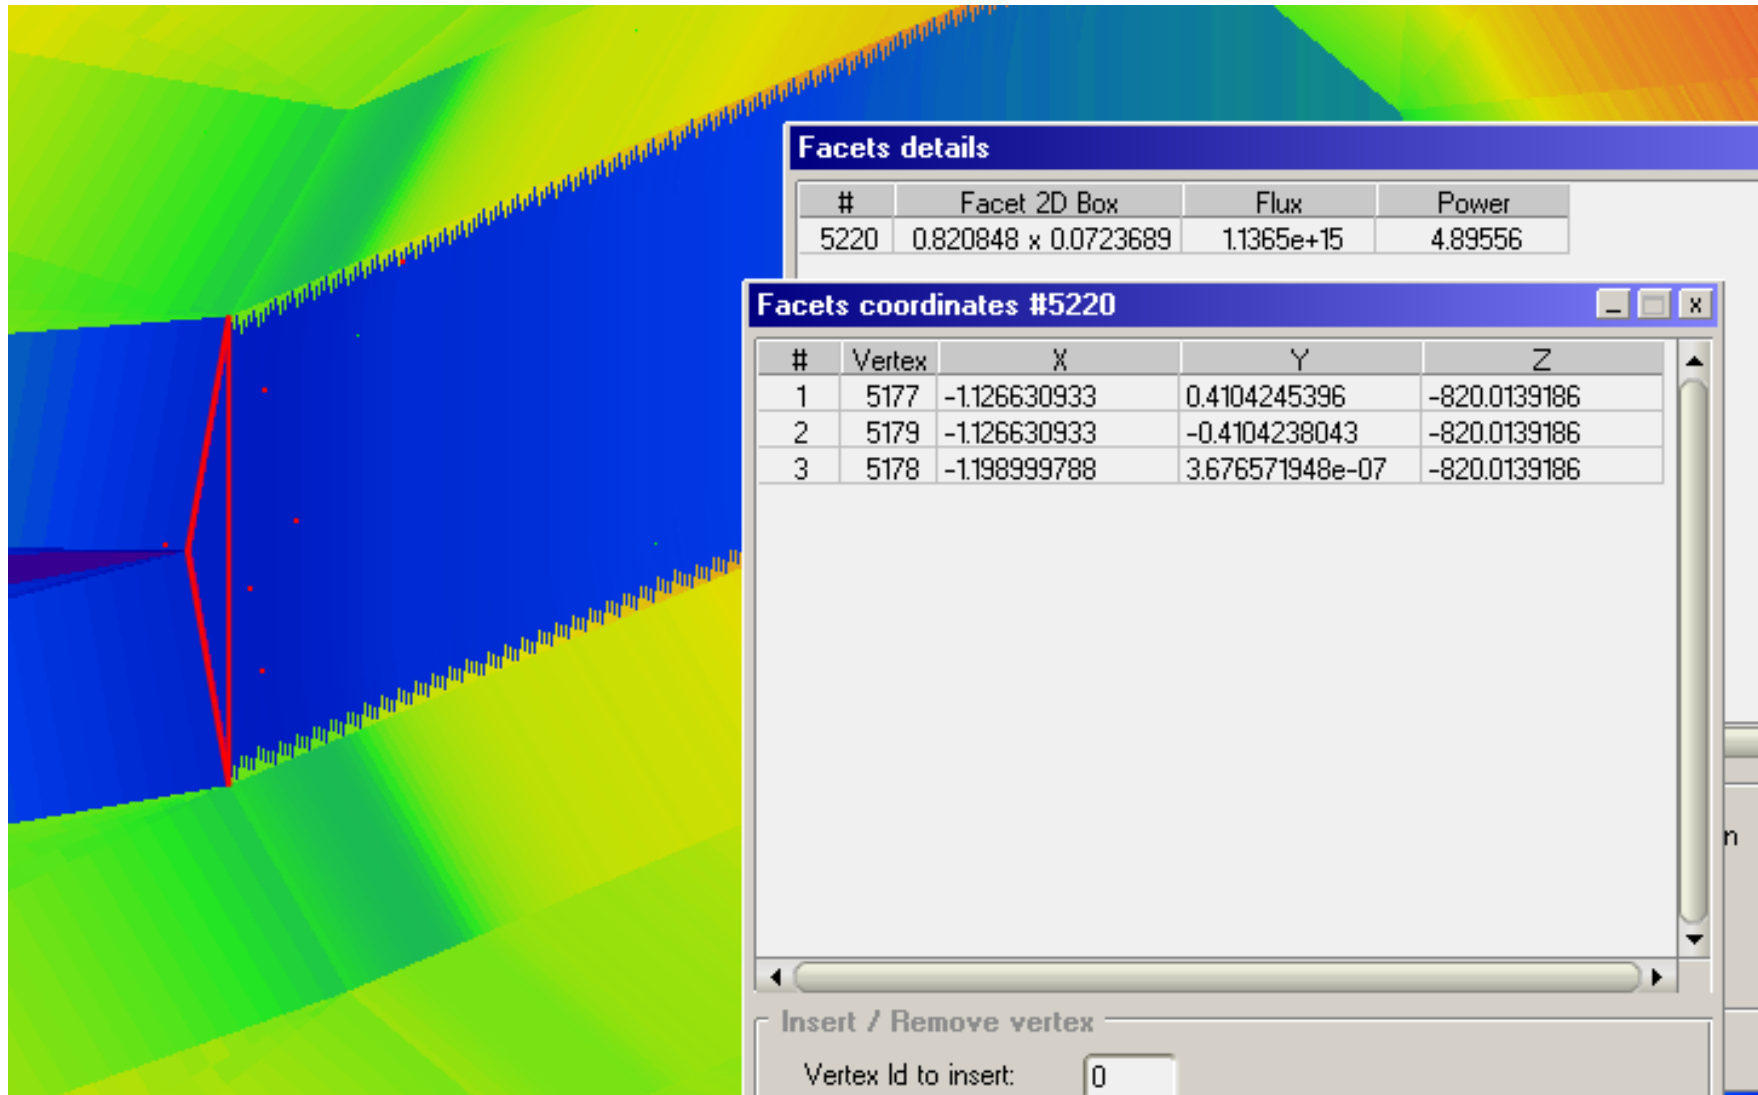 Facets details
# Facet 2D Box Flux Power
5220 0.820848 x 0.0723689 1.1365e+15 4.89556
Facets coordinates #5220
# Vertex X Y Z
1 5177 -1.126630933 0.4104245396 -820.0139186
2 5179 -1.126630933 -0.4104238043 -820.0139186
3 5178 -1.198999788 3.676571948e-07 -820.0139186
n
Insert / Remove vertex
Vertex Id to insert: 0